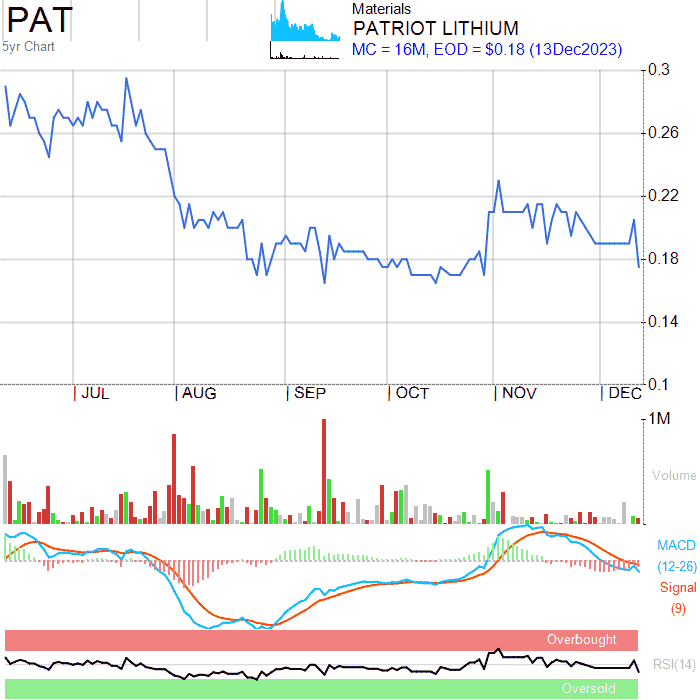 PAT
5yr Chart
Materials
PATRIOT LITHIUM
MC = 16M, EOD = $0.18 (13Dec2023)
0.3
0.26
0.22
0.18
0.14
0.1
JUL AUG SEP OCT NOV DEC
1M
Volume
MACD
(12-26)
Signal
(9)
Overbought
RSI(14)
Oversold